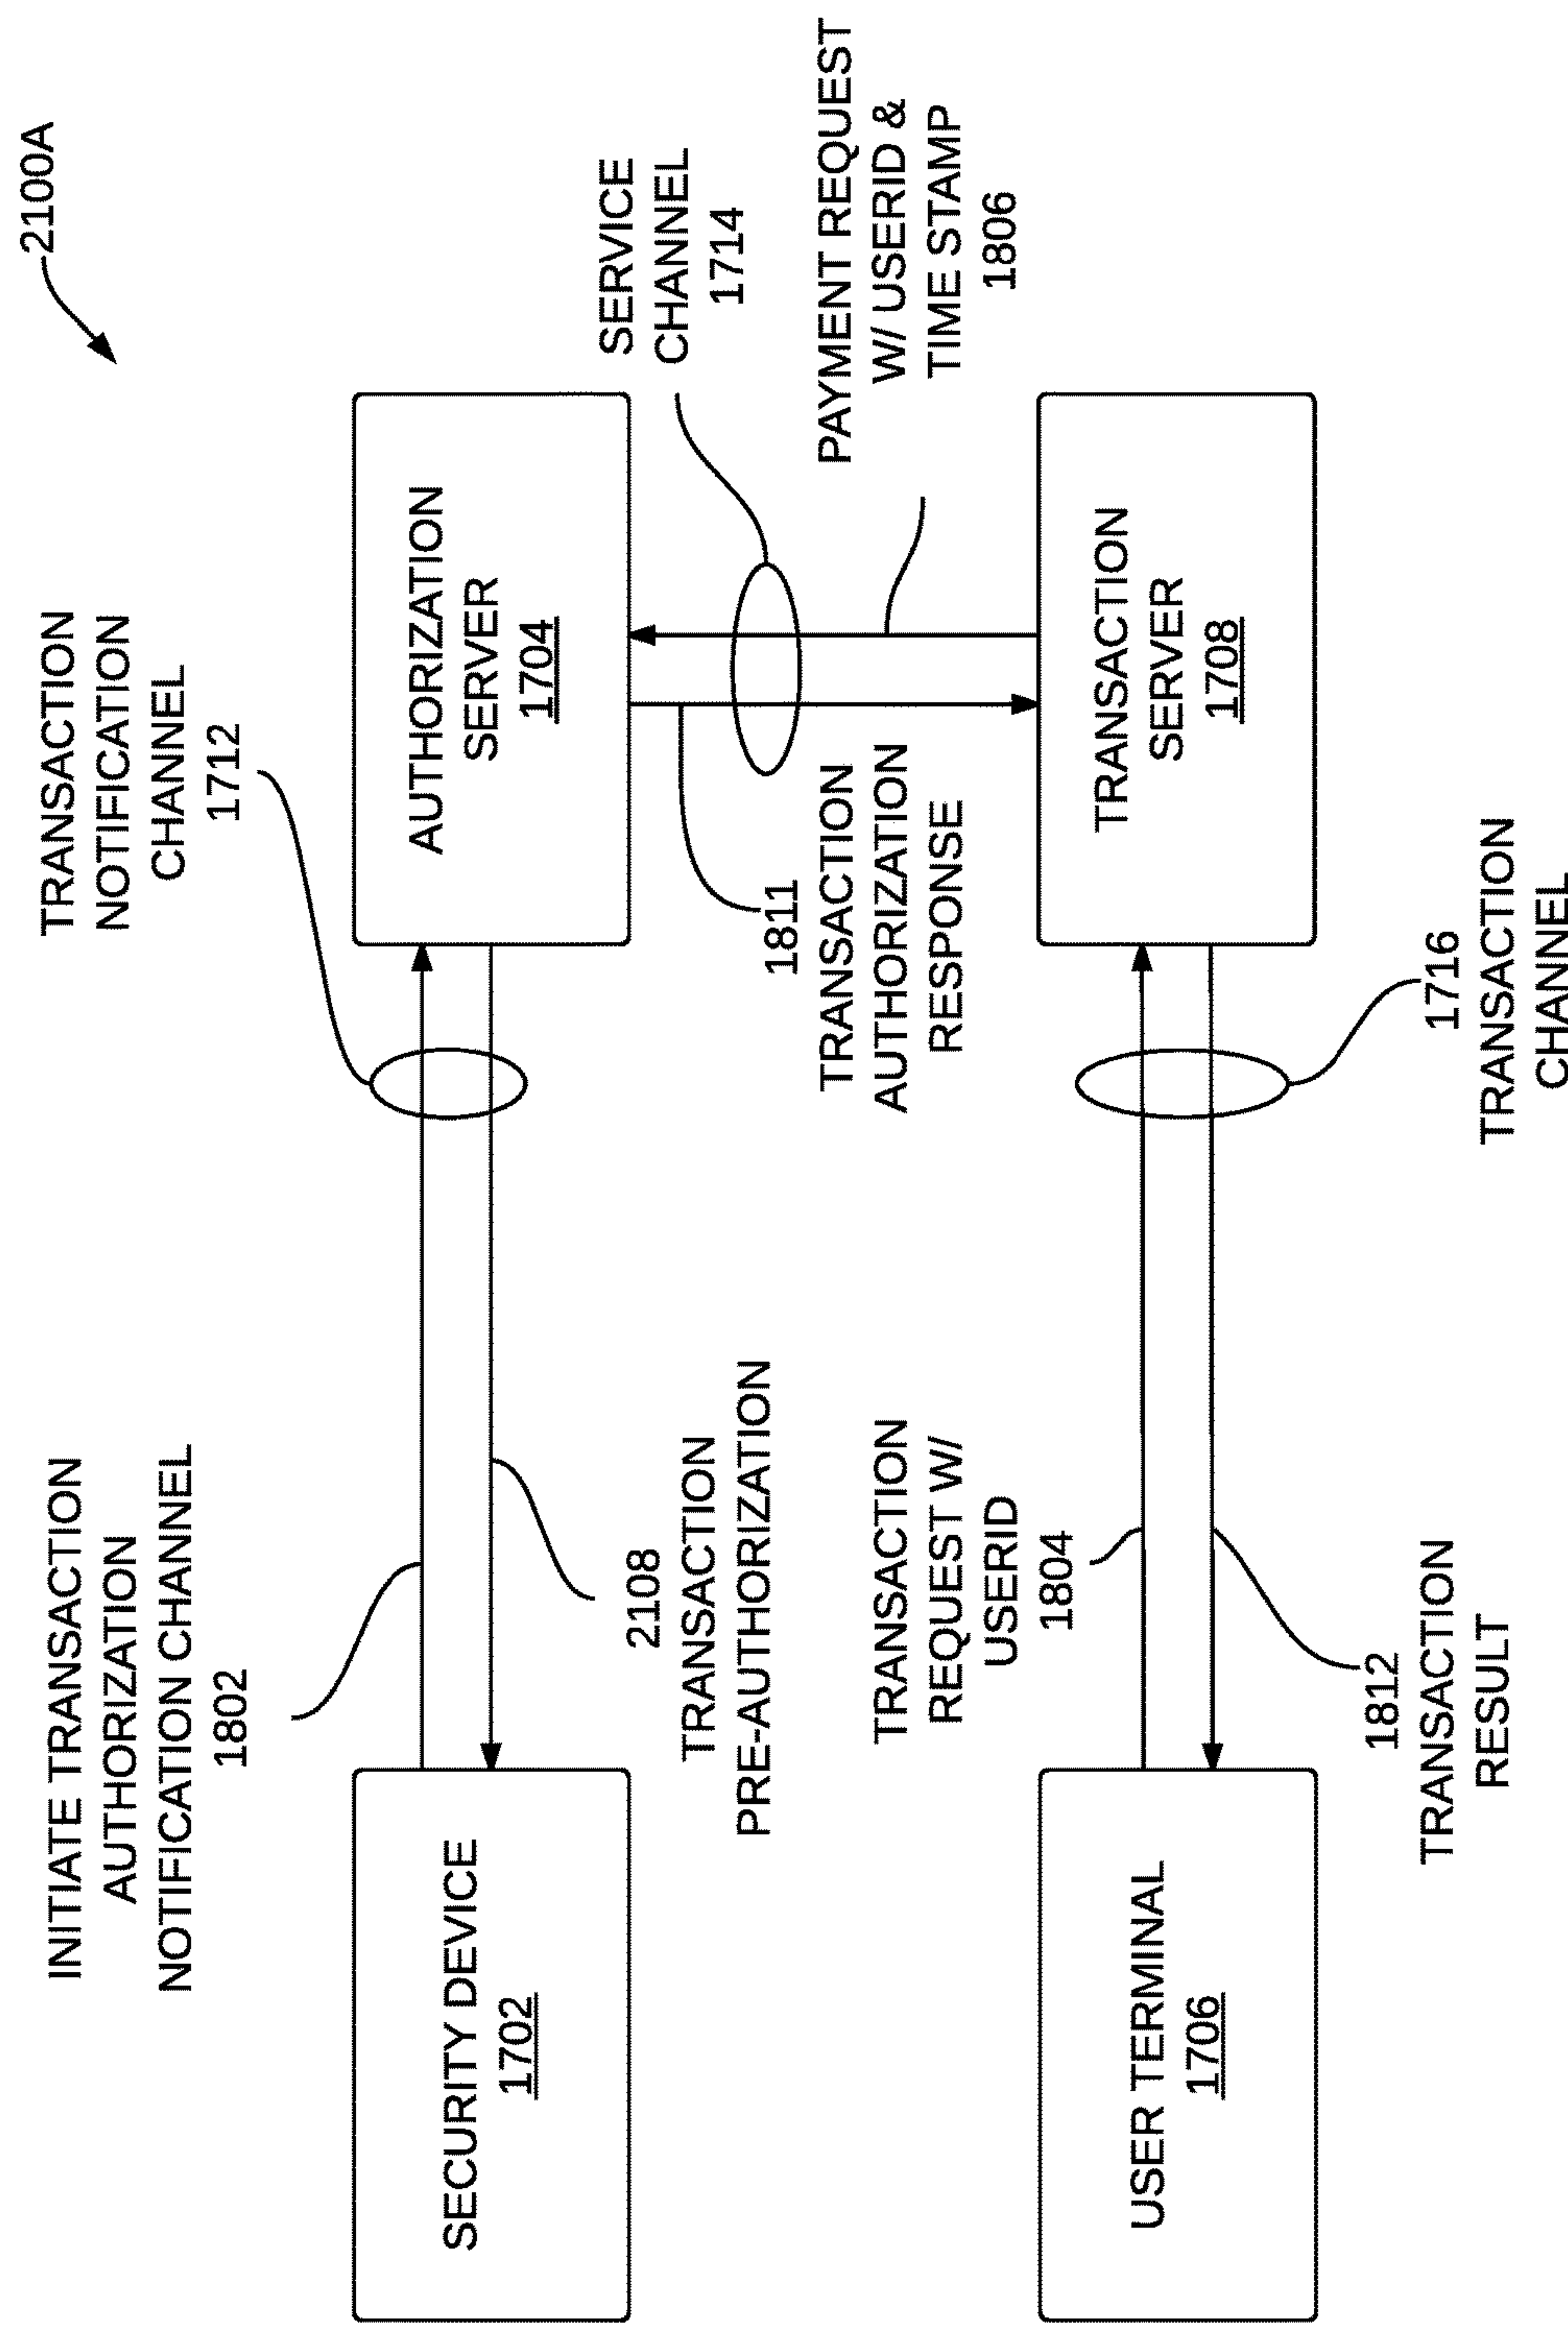 2100A
TRANSACTION
NOTIFICATION
CHANNEL
1712
INITIATE TRANSACTION
AUTHORIZATION
NOTIFICATION CHANNEL
1802
SECURITY DEVICE
1702
AUTHORIZATION
SERVER
1704
SERVICE
CHANNEL
1714
2108
TRANSACTION
PRE-AUTHORIZATION
1811
TRANSACTION
AUTHORIZATION
RESPONSE
PAYMENT REQUEST
W/ USERID &
TIME STAMP
1806
TRANSACTION
REQUEST W/
USERID
1804
USER TERMINAL
1706
TRANSACTION
SERVER
1708
1812
TRANSACTION
RESULT
1716
TRANSACTION
CHANNEL